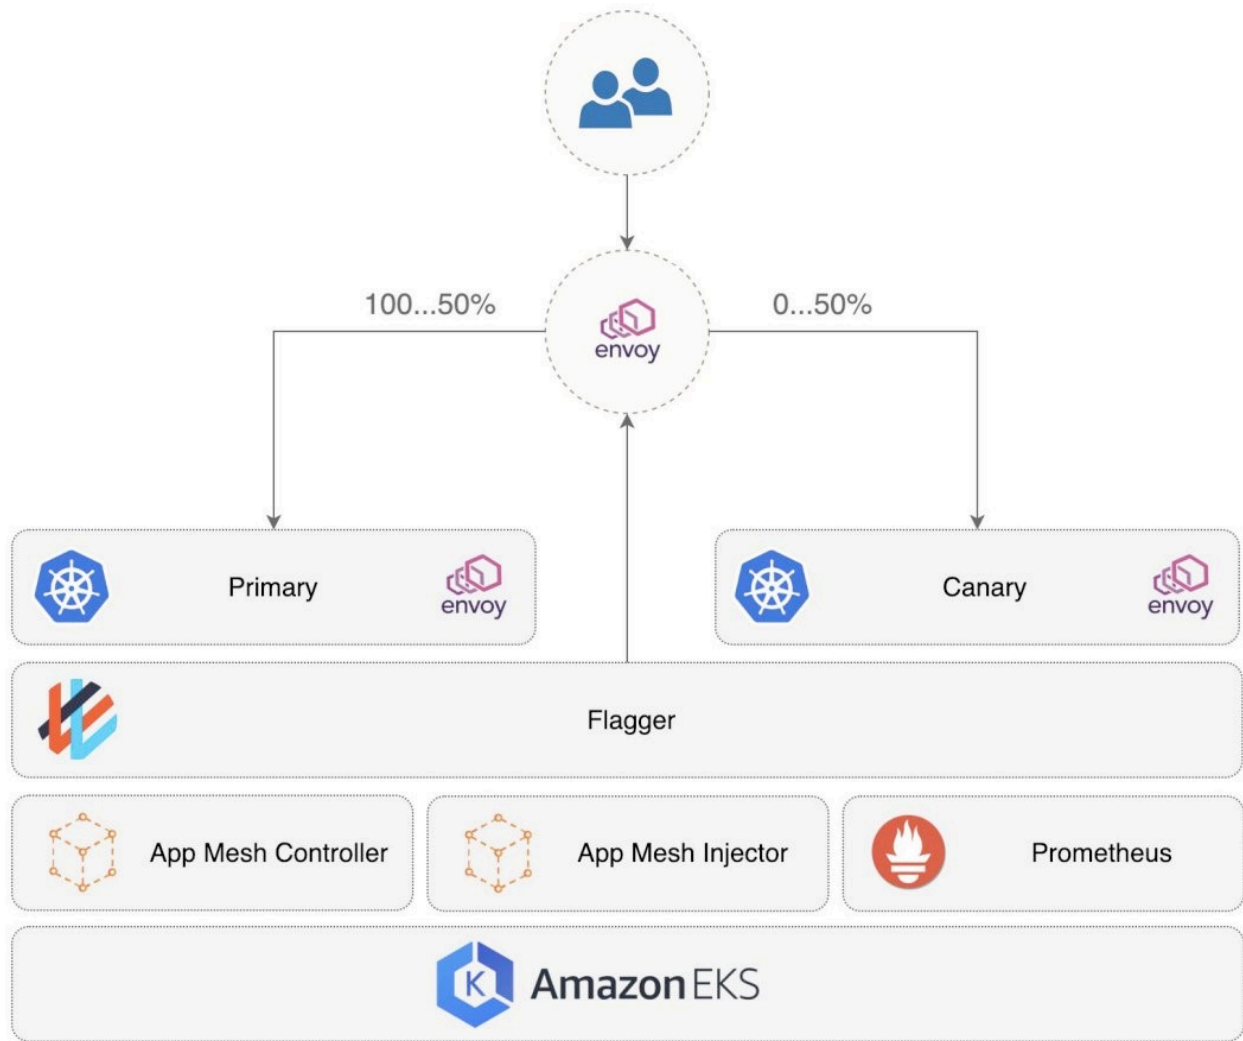 envoy
100...50%
0...50%
Primary
envoy
Canary
envoy
Flagger
App Mesh Controller
App Mesh Injector
Prometheus
K
Amazon EKS